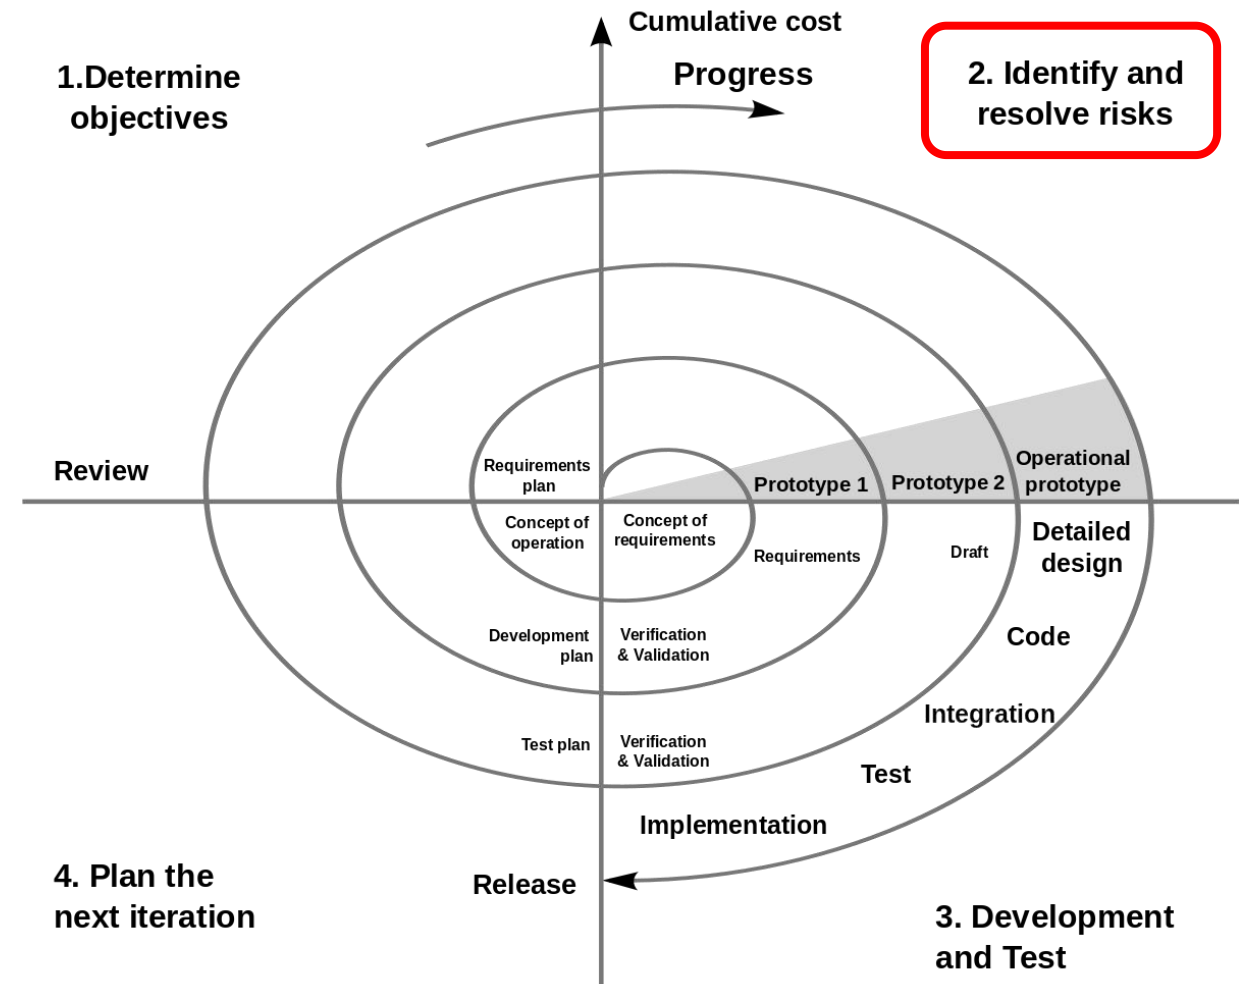 Cumulative cost
Progress
1.Determine
objectives
2. Identify and
resolve risks
Review
Requirements
plan
Operational
prototype
Prototype 1
Prototype 2
Concept of
operation
Concept of
requirements
Requirements
Draft
Detailed
design
Development
plan
Verification
& Validation
Code
Integration
Test plan
Verification
& Validation
Test
Implementation
4. Plan the
next iteration
Release
3. Development
and Test